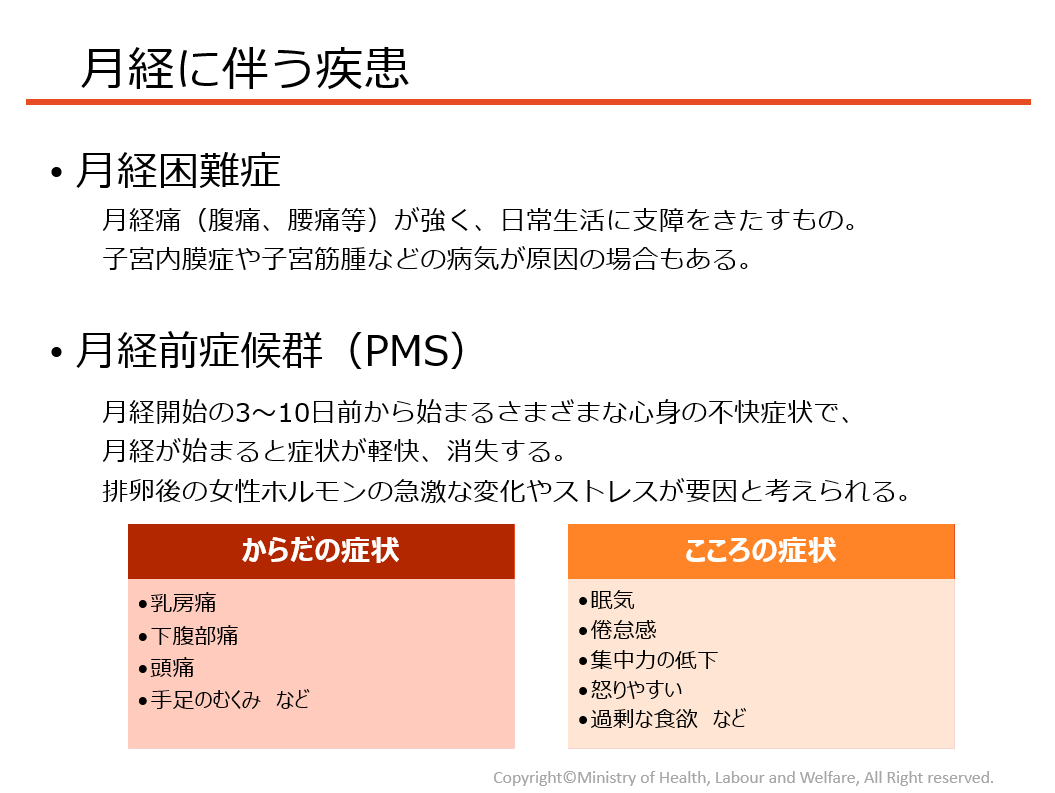 月経に伴う疾患
• 月経困難症
月経痛（腹痛、腰痛等）が強く、日常生活に支障をきたすもの。
子宮内膜症や子宮筋腫などの病気が原因の場合もある。
• 月経前症候群（PMS）
月経開始の3～10日前から始まるさまざまな心身の不快症状で、
月経が始まると症状が軽快、消失する。
排卵後の女性ホルモンの急激な変化やストレスが要因と考えられる。
からだの症状
•乳房痛
•下腹部痛
•頭痛
•手足のむくみ　など
こころの症状
•眠気
•倦怠感
•集中力の低下
•怒りやすい
•過剰な食欲　など
Copyright©Ministry of Health, Labour and Welfare, All Right reserved.